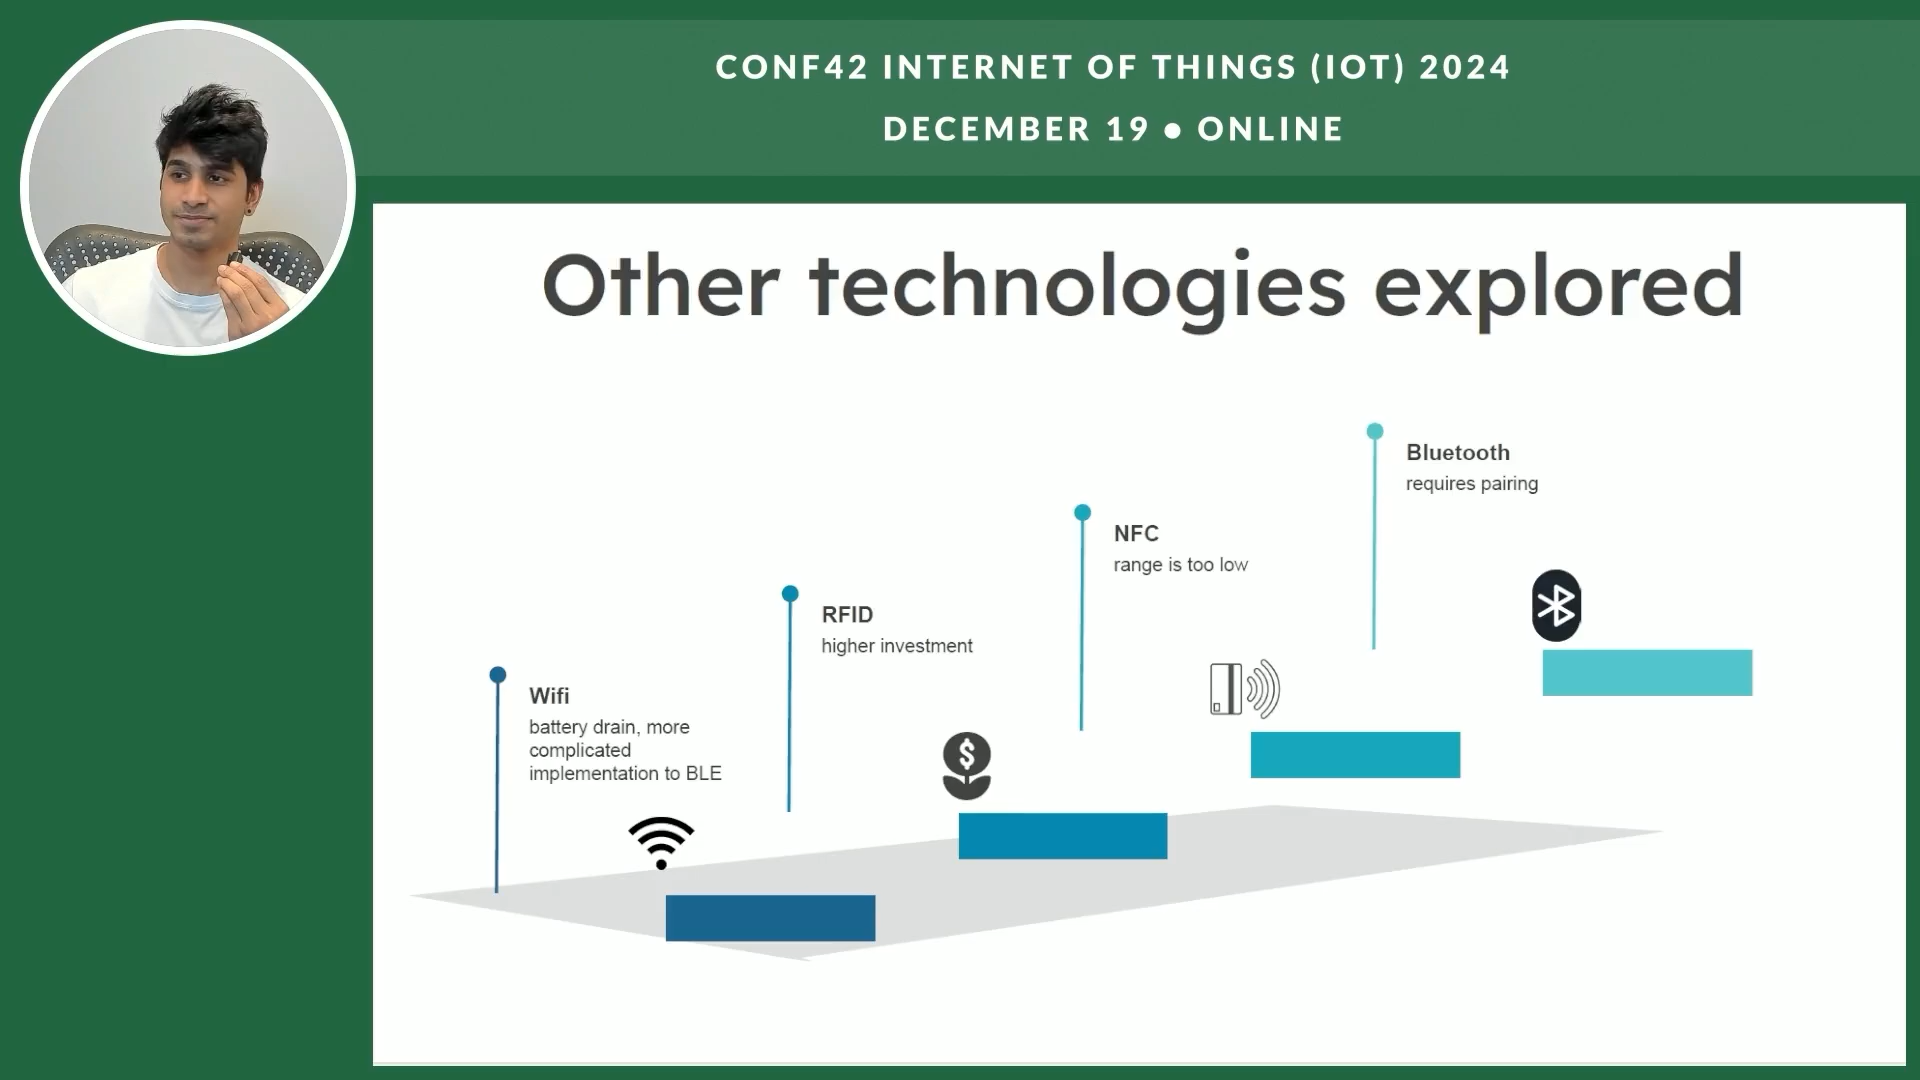 CONF42 INTERNET OF THINGS (IOT) 2024
DECEMBER 19 ● ONLINE
Other technologies explored
Wifi
battery drain, more
complicated
implementation to BLE
RFID
higher investment
NFC
range is too low
Bluetooth
requires pairing
$